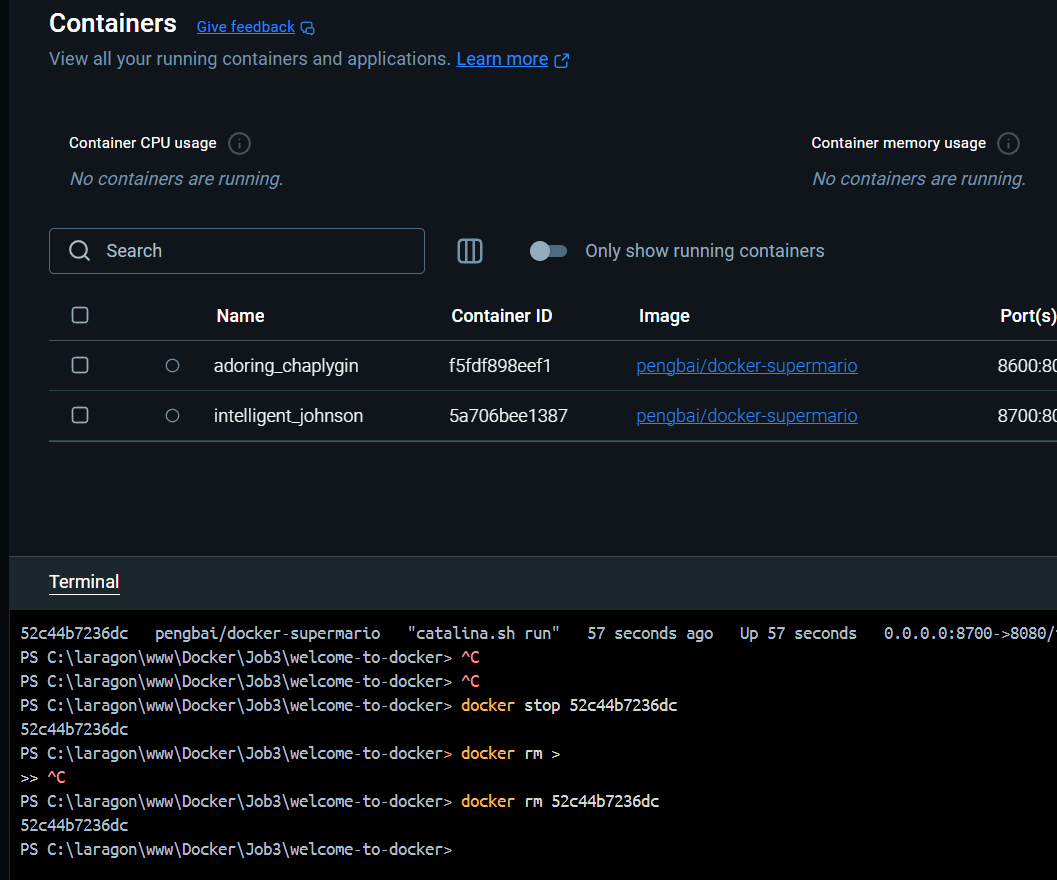 Containers Give feedback
View all your running containers and applications. Learn more
Container CPU usage Container memory usage
No containers are running. No containers are running.
Search Only show running containers
Name Container ID Image Port(s)
adoring_chaplygin f5fdf898eef1 pengbai/docker-supermario 8600:80
intelligent_johnson 5a706bee1387 pengbai/docker-supermario 8700:80
Terminal
52c44b7236dc pengbai/docker-supermario "catalina.sh run" 57 seconds ago Up 57 seconds 0.0.0.0:8700->8080/
PS C:\laragon\www\Docker\Job3\welcome-to-docker> ^C
PS C:\laragon\www\Docker\Job3\welcome-to-docker> ^C
PS C:\laragon\www\Docker\Job3\welcome-to-docker> docker stop 52c44b7236dc
52c44b7236dc
PS C:\laragon\www\Docker\Job3\welcome-to-docker> docker rm >
>> ^C
PS C:\laragon\www\Docker\Job3\welcome-to-docker> docker rm 52c44b7236dc
52c44b7236dc
PS C:\laragon\www\Docker\Job3\welcome-to-docker>